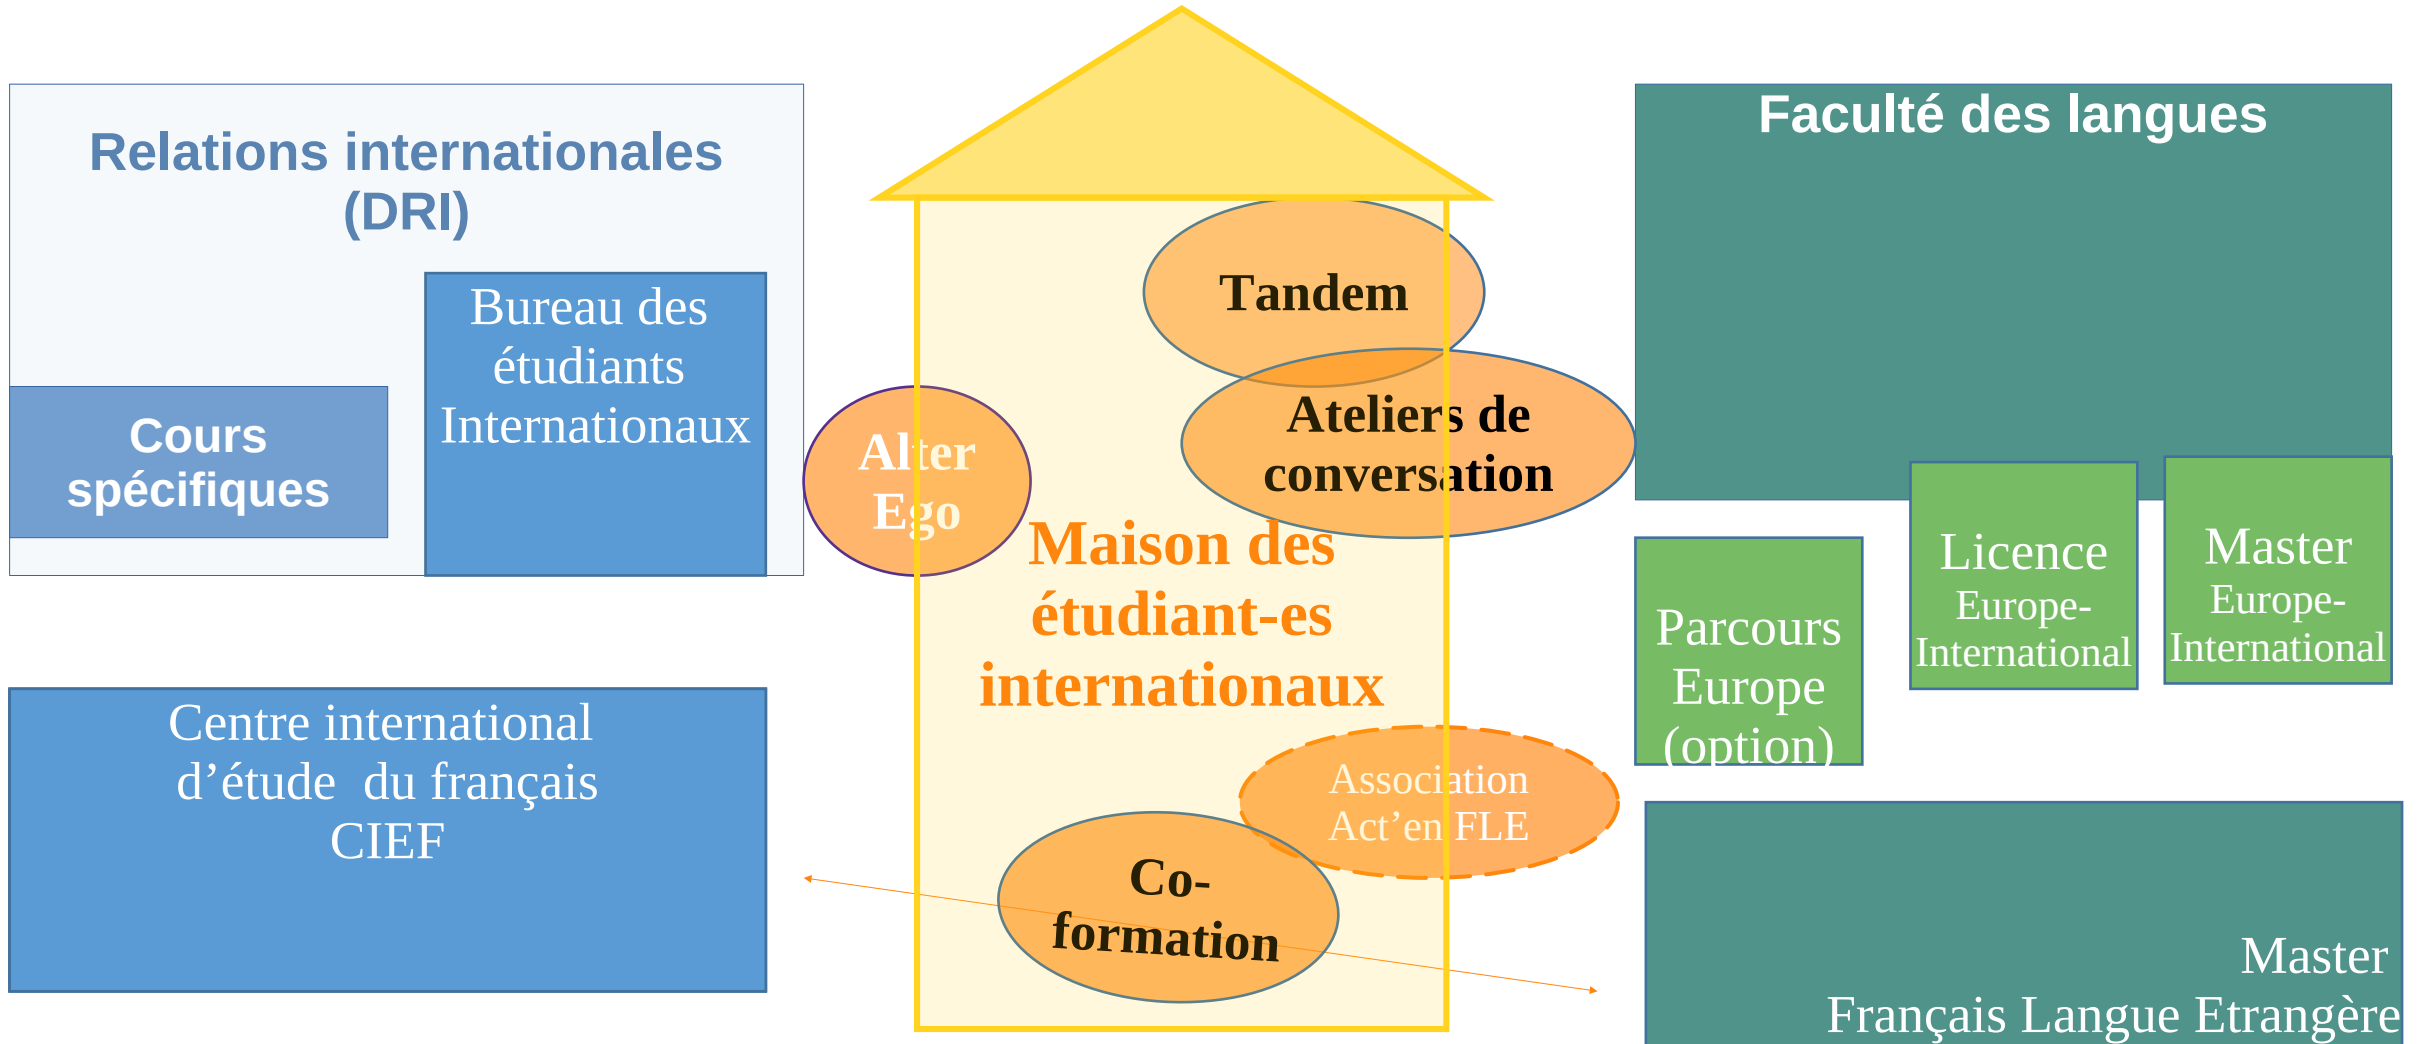 Relations internationales
(DRI)
Bureau des
étudiants
Internationaux
Cours
spécifiques
Centre international
d’étude  du français
CIEF
Alter
Ego
Tandem
Ateliers de
conversation
Maison des
étudiant-es
internationaux
Association
Act’en FLE
Co-
formation
Faculté des langues
Parcours
Europe
(option)
Licence
Europe-
International
Master
Europe-
International
Master
Français Langue Etrangère